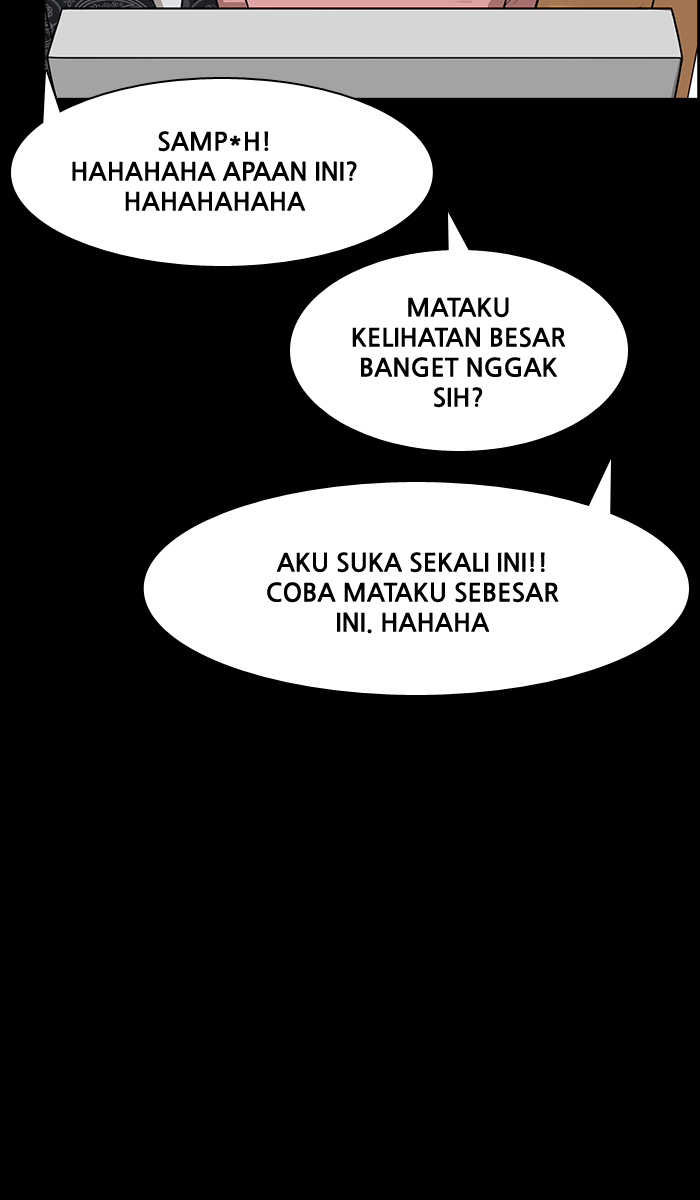 SAMP*H!
HAHAHAHA APAAN INI?
HAHAHAHAHA
MATAKU
KELIHATAN BESAR
BANGET NGGAK
SIH?
AKU SUKA SEKALI INI!!
COBA MATAKU SEBESAR
INI. HAHAHA